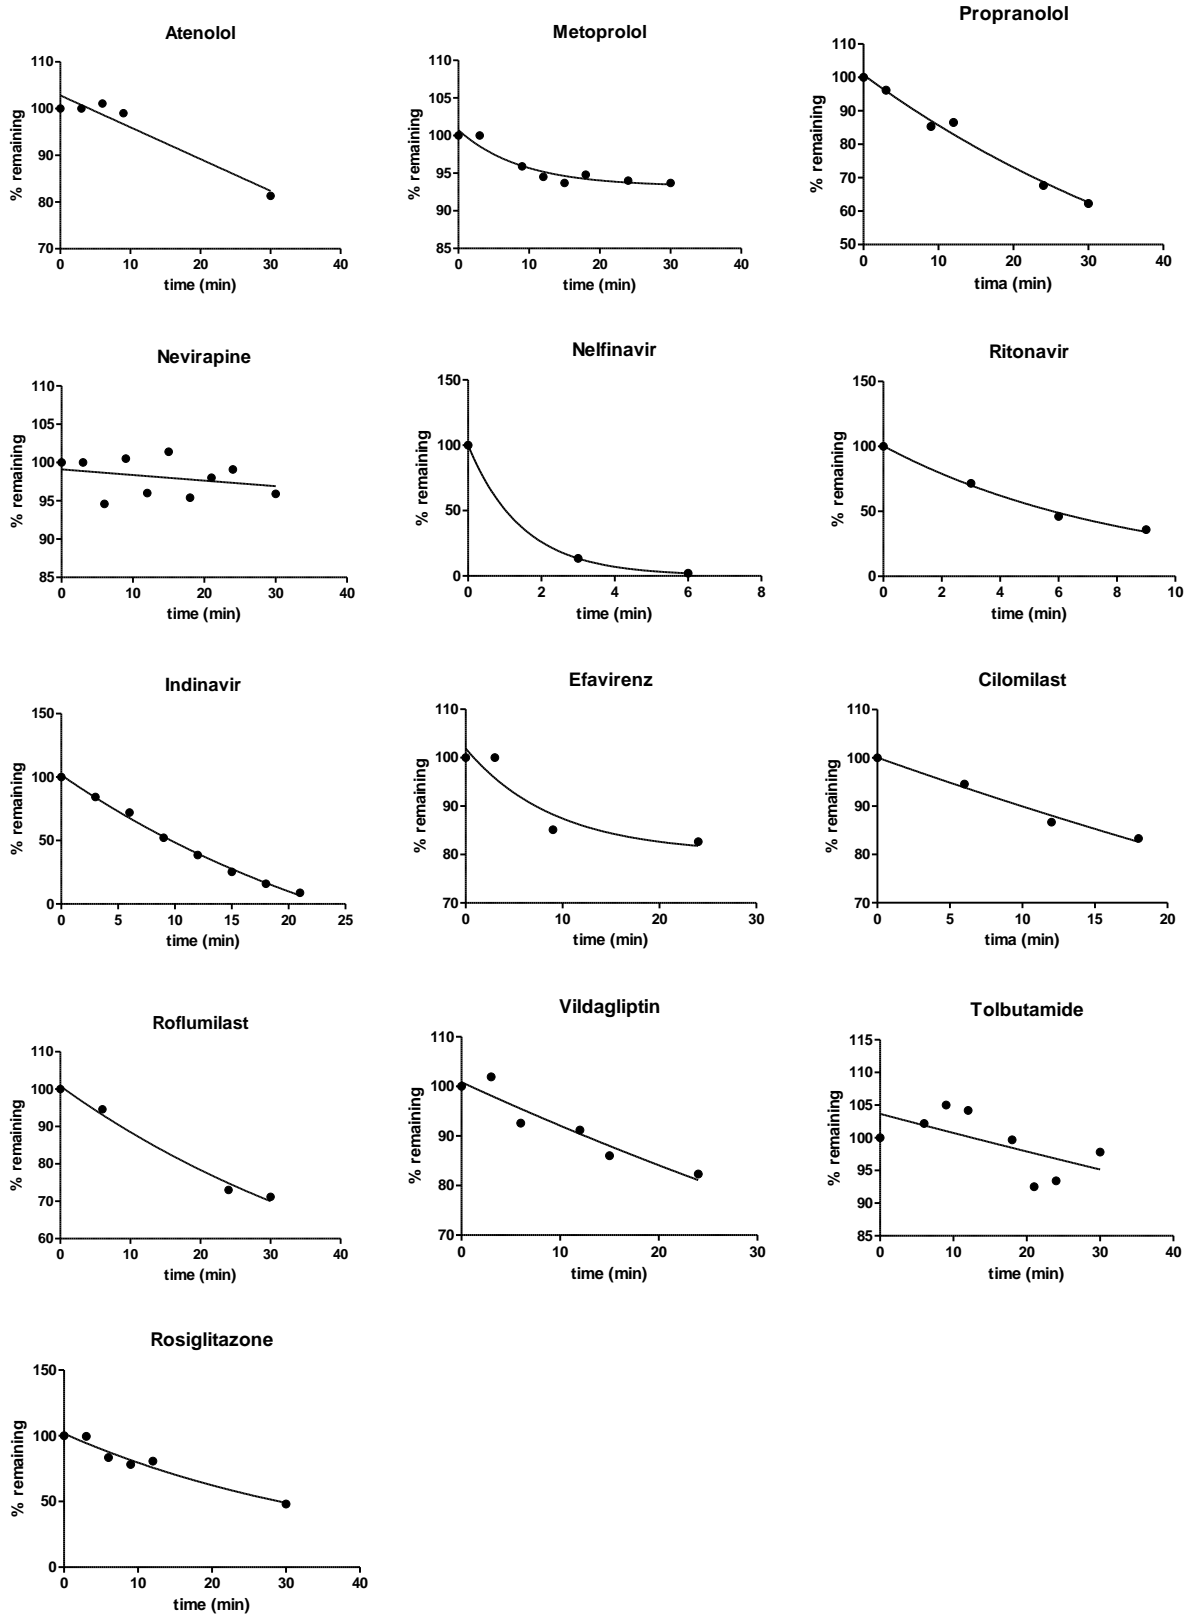 Atenolol
110
100
90
80
70
0 10 20 30 40
% remaining
time (min)
Metoprolol
110
105
100
95
90
85
0 10 20 30 40
% remaining
time (min)
Propranolol
110
100
90
80
70
60
50
0 10 20 30 40
% remaining
tima (min)
Nevirapine
110
105
100
95
90
85
0 10 20 30 40
% remaining
time (min)
Nelfinavir
150
100
50
0
0 2 4 6 8
% remaining
time (min)
Ritonavir
150
100
50
0
0 2 4 6 8 10
% remaining
time (min)
Indinavir
150
100
50
0
0 5 10 15 20 25
% remaining
time (min)
Efavirenz
110
100
90
80
70
0 10 20 30
% remaining
time (min)
Cilomilast
110
100
90
80
70
0 5 10 15 20
% remaining
tima (min)
Roflumilast
110
100
90
80
70
60
0 10 20 30 40
% remaining
time (min)
Vildagliptin
110
100
90
80
70
0 10 20 30
% remaining
time (min)
Tolbutamide
115
110
105
100
95
90
85
0 10 20 30 40
% remaining
time (min)
Rosiglitazone
150
100
50
0
0 10 20 30 40
% remaining
time (min)